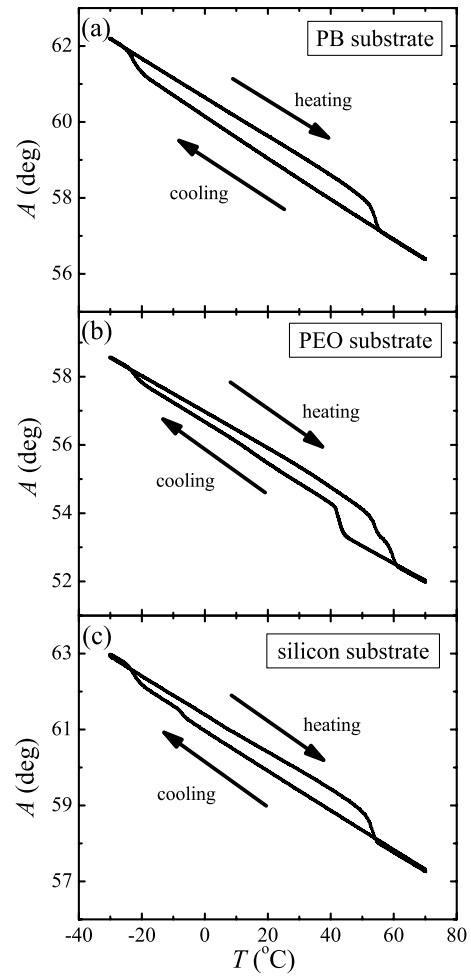 (a)
PB substrate
62
heating
60
A (deg)
cooling
58
56
(b)
PEO substrate
58
heating
56
A (deg)
cooling
54
52
(c)
silicon substrate
63
heating
61
A (deg)
cooling
59
57
-40 -20 0 20 40 60 80
T (°C)